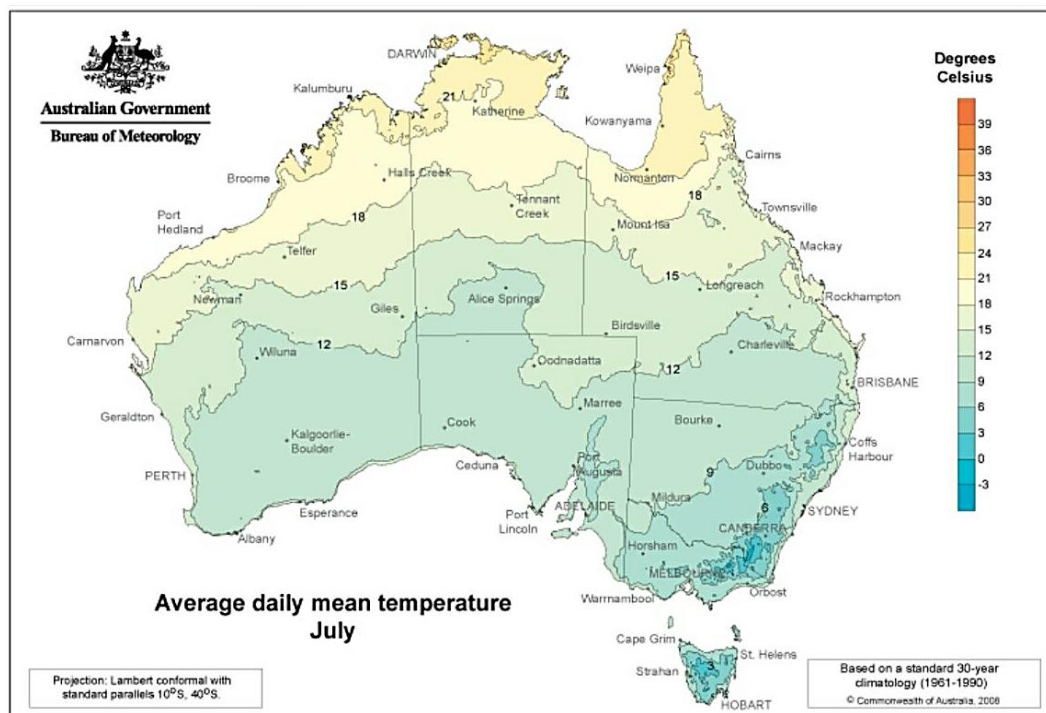 Australian Government
Bureau of Meteorology
DARWIN
Weipa
Degrees
Celsius
Kalumburu
21
Katherine
Kowanyama
39
36
33
30
27
24
21
18
15
12
9
6
3
0
-3
Cairns
Broome
Halls Creek
Normanton
18
Tennant
Creek
18
Townsville
Port
Hedland
Mount Isa
Telfer
Mackay
15
15
Newman
Alice Springs
Longreach
Rockhampton
Giles
Carnarvon
12
Birdsville
Wiluna
Oodnadatta
Charleville
12
BRISBANE
Geraldton
Marree
Bourke
Kalgoorlie-
Boulder
Cook
Coffs
Harbour
PERTH
Ceduna
Port
Augusta
9
Dubbo
Mildura
Esperance
Port
Lincoln
ADELAIDE
6
SYDNEY
Albany
CANBERRA
Horsham
MELBOURNE
Orbost
Warrnambool
Average daily mean temperature
July
Cape Grim
St. Helens
Strahan
3
HOBART
Projection: Lambert conformal with
standard parallels 10°S, 40°S.
Based on a standard 30-year
climatology (1961-1990)
© Commonwealth of Australia, 2008